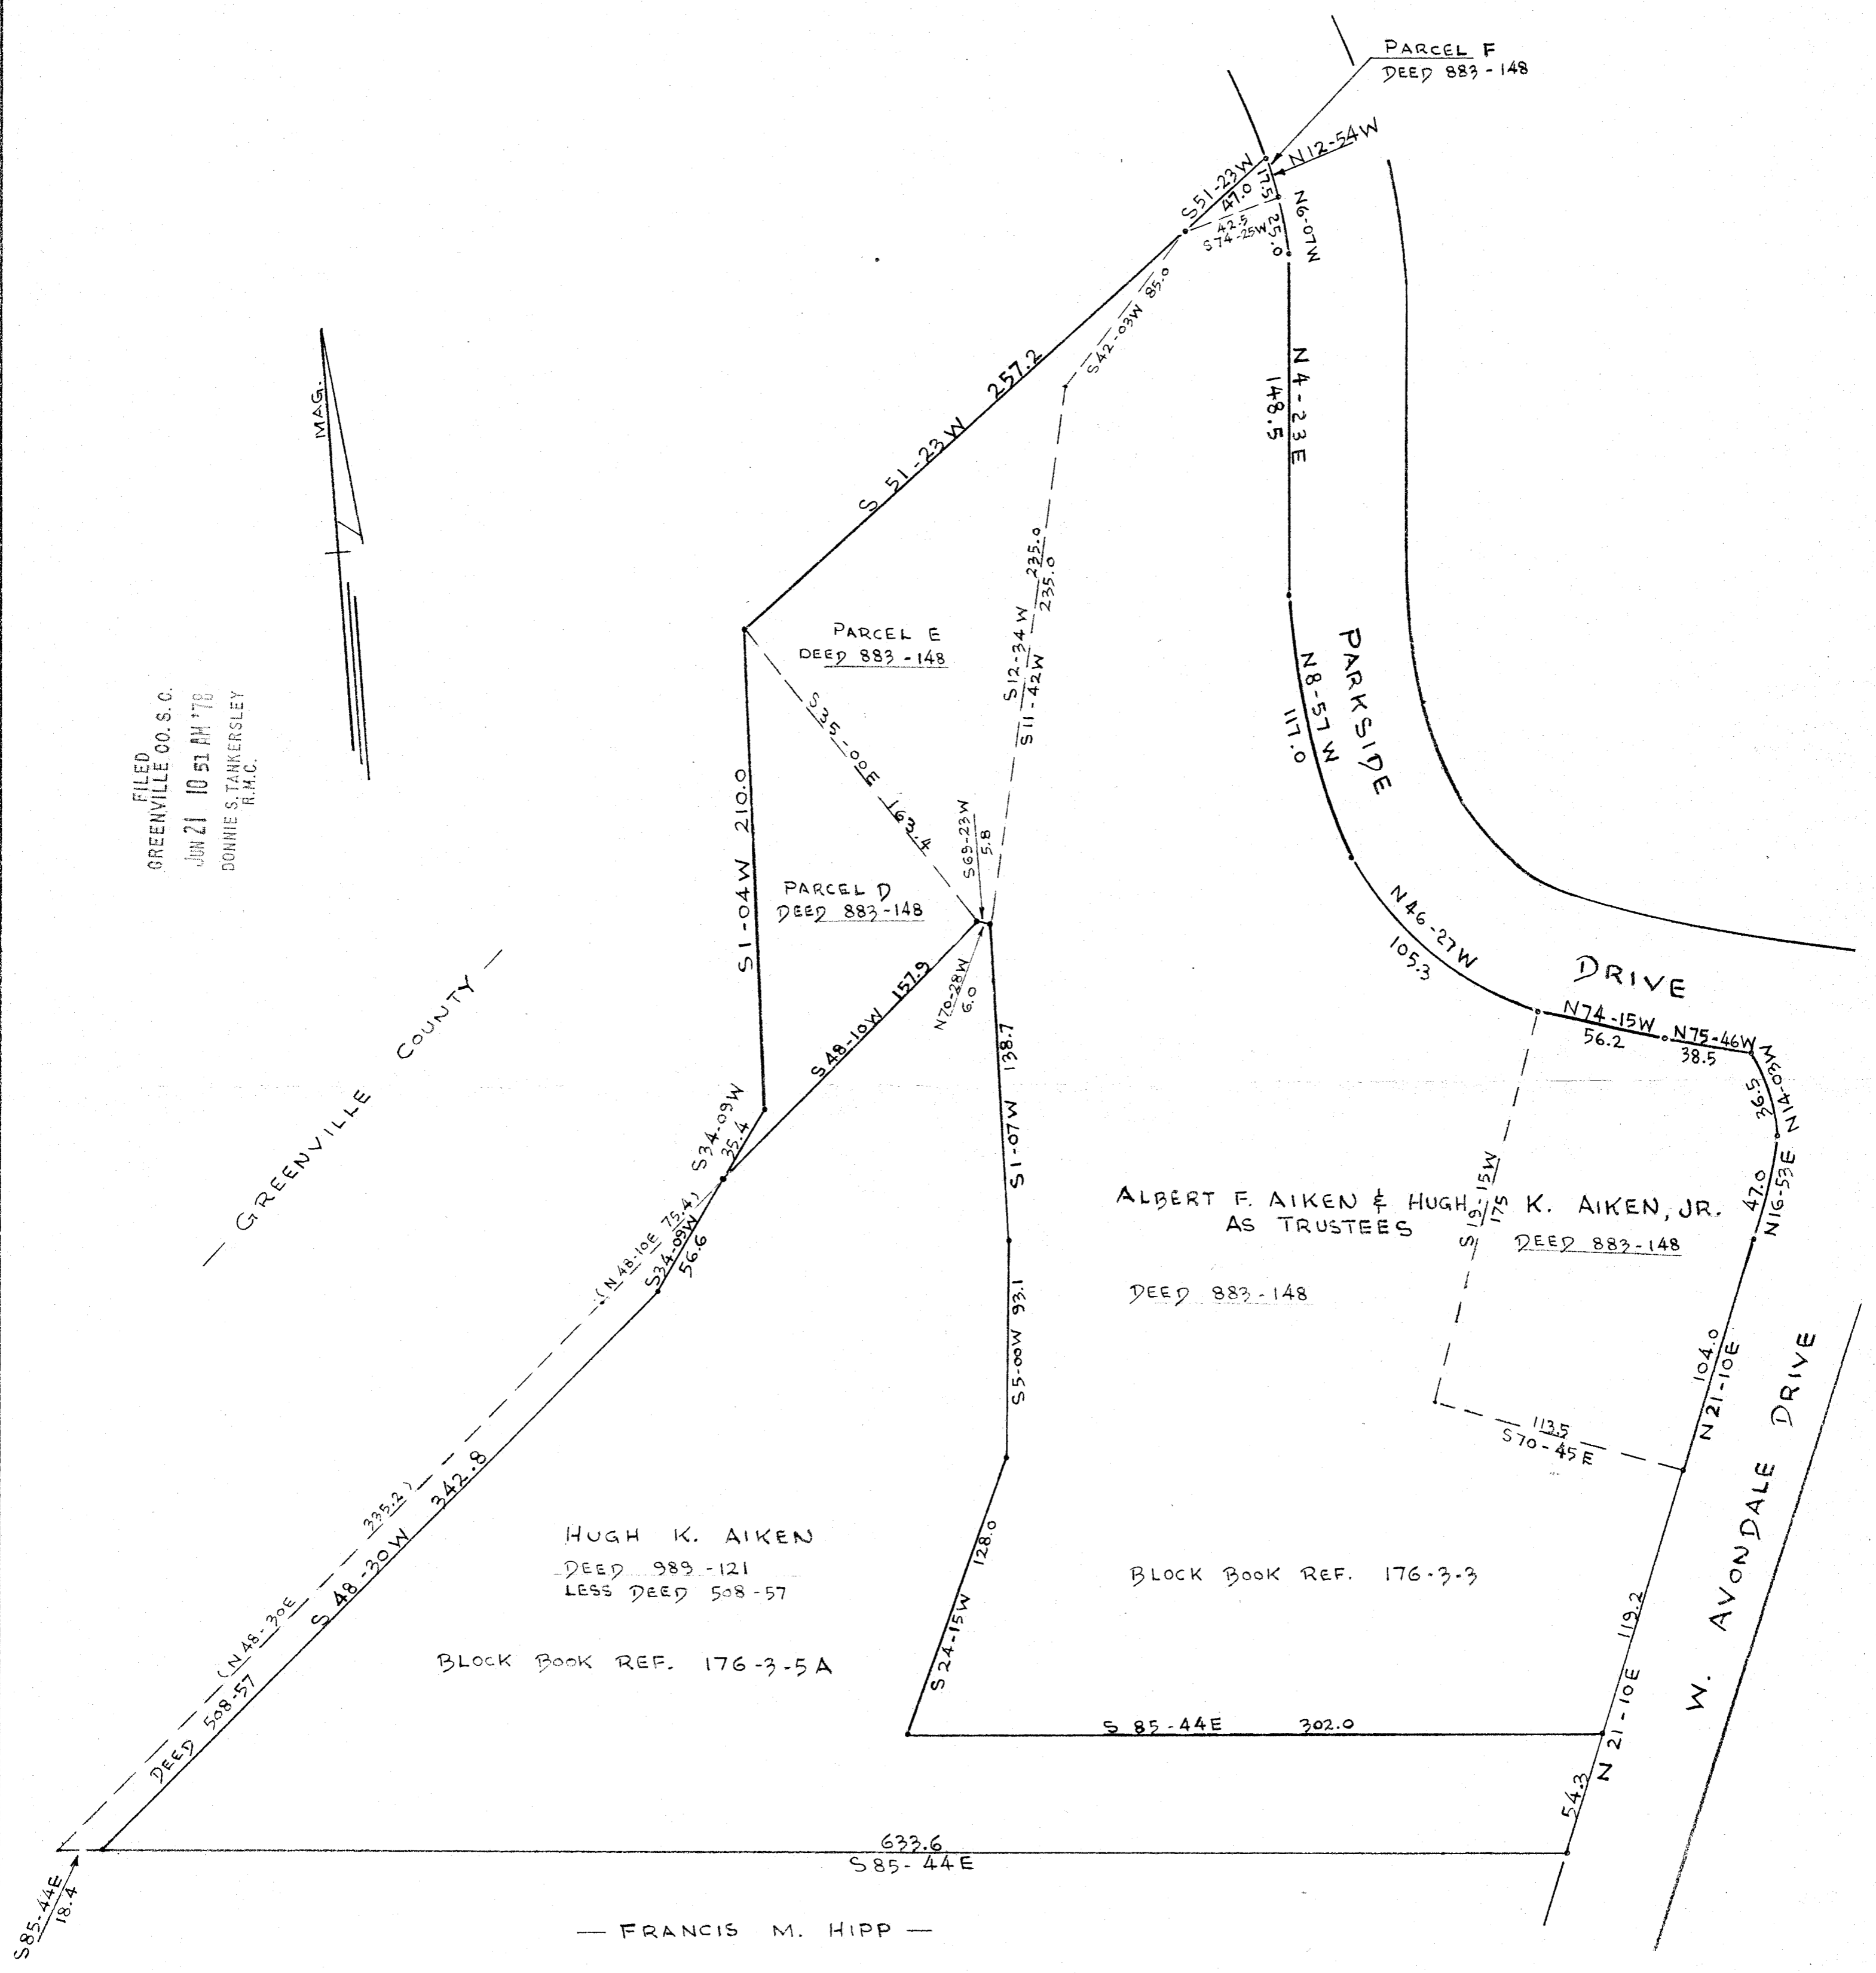 PARCEL F
DEED 883-148
N12-54W
17.5
S51-23W
47.0
42.5
S74-25W
N6-07W
25.0
S42-03W 85.0
S 51-23 W 257.2
N 4-23 E
148.5
MAG.
FILED
GREENVILLE CO. S. C.
JUN 21 10 51 AM '78
DONNIE S. TANKERSLEY
R.M.C.
PARCEL E
DEED 883-148
S12-34W 235.0
S11-42W 235.0
S35-00E 163.4
PARKSIDE
DRIVE
N8-57W
117.0
S1-04W 210.0
S69-23W
5.8
PARCEL D
DEED 883-148
N70-28W
6.0
N46-27W
105.3
N74-15W
56.2
N75-46W
38.5
N14-03W
36.5
S48-10W 157.9
S1-07W 138.7
— GREENVILLE COUNTY —
S34-09W
35.4
(N48-10E 75.4)
S34-09W
56.6
N16-53E
47.0
S19-15W
175
ALBERT F. AIKEN & HUGH K. AIKEN, JR.
AS TRUSTEES
DEED 883-148
DEED 883-148
S5-00W 93.1
104.0
N21-10E
113.5
S70-45E
W. AVONDALE DRIVE
(N48-30E 335.2)
S 48-30W 342.8
DEED 508-57
HUGH K. AIKEN
DEED 989-121
LESS DEED 508-57
BLOCK BOOK REF. 176-3-5A
S24-15W 128.0
BLOCK BOOK REF. 176-3-3
119.2
S 85-44E 302.0
N 21-10E
54.3
633.6
S85-44E
S85-44E
18.4
— FRANCIS M. HIPP —